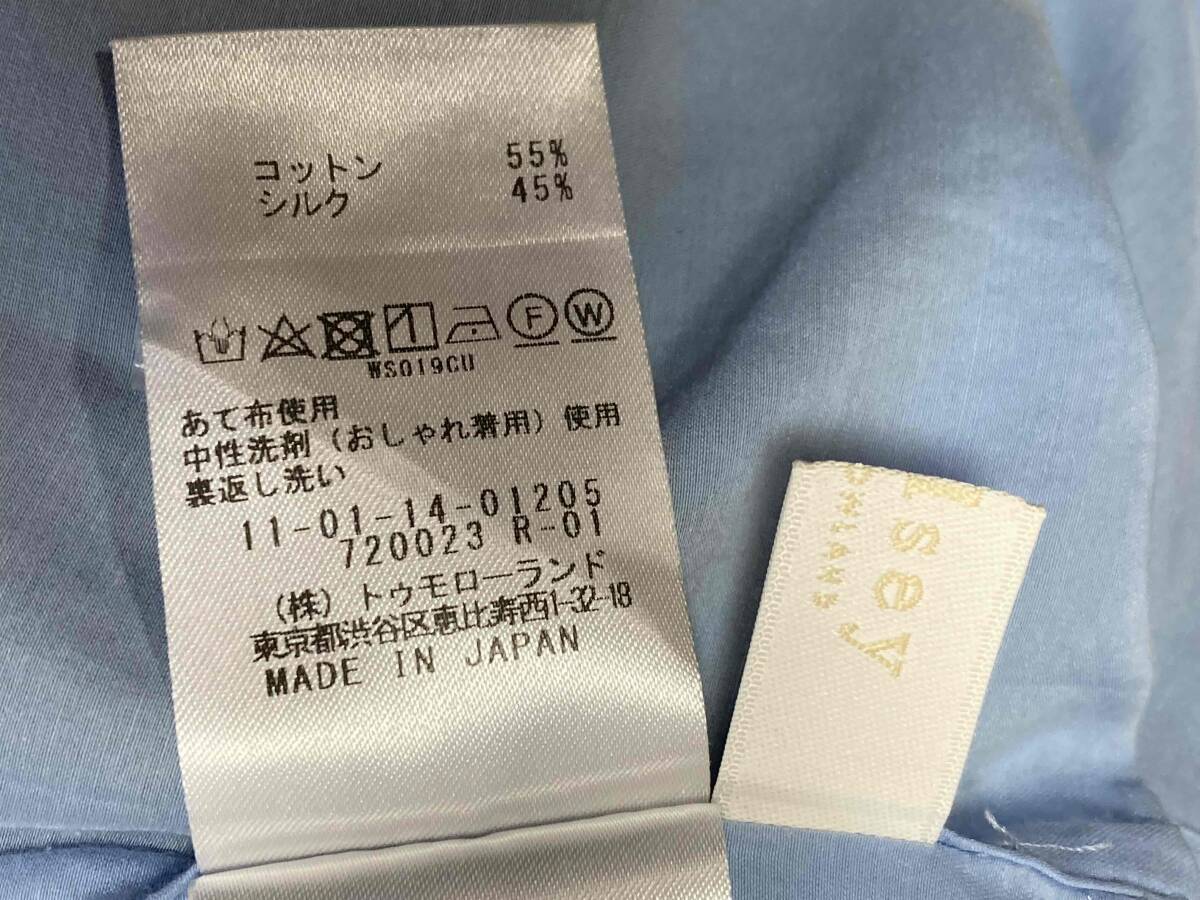 コットン 55%
シルク 45%
F W
WS019CU
あて布使用
中性洗剤（おしゃれ着用）使用
裏返し洗い
11-01-14-01205
720023 R-01
（株）トゥモローランド
東京都渋谷区恵比寿西1-32-18
MADE IN JAPAN
sey